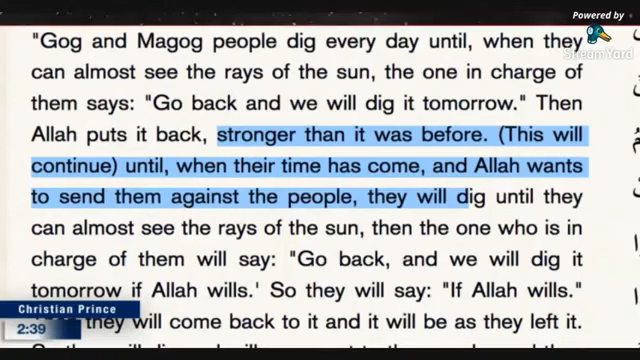 Powered by
StreamYard
"Gog and Magog people dig every day until, when they
can almost see the rays of the sun, the one in charge of
them says: "Go back and we will dig it tomorrow." Then
Allah puts it back, stronger than it was before. (This will
continue) until, when their time has come, and Allah wants
to send them against the people, they will dig until they
can almost see the rays of the sun, then the one who is in
charge of them will say: "Go back, and we will dig it
tomorrow if Allah wills.' So they will say: "If Allah wills."
they will come back to it and it will be as they left it.
Christian Prince
2:39